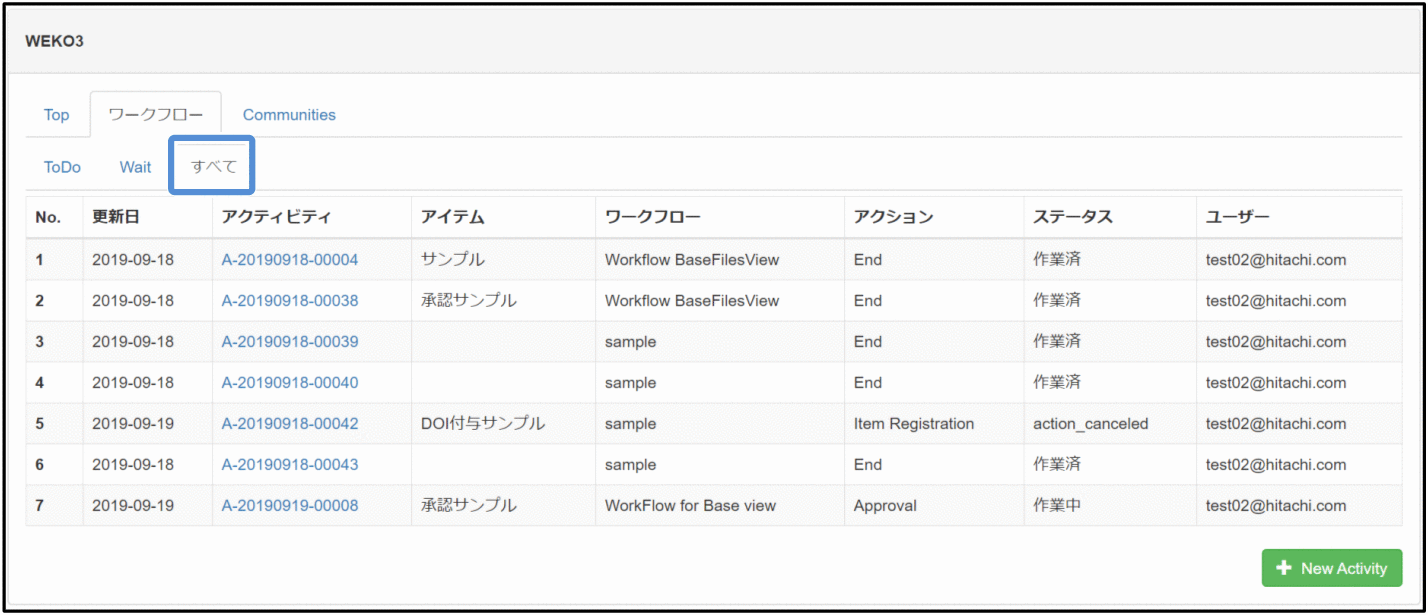 WEKO3
Top ワークフロー Communities
ToDo Wait すべて
No. 更新日 アクティビティ アイテム ワークフロー アクション ステータス ユーザー
1 2019-09-18 A-20190918-00004 サンプル Workflow BaseFilesView End 作業済 test02@hitachi.com
2 2019-09-18 A-20190918-00038 承認サンプル Workflow BaseFilesView End 作業済 test02@hitachi.com
3 2019-09-18 A-20190918-00039 sample End 作業済 test02@hitachi.com
4 2019-09-18 A-20190918-00040 sample End 作業済 test02@hitachi.com
5 2019-09-19 A-20190918-00042 DOI付与サンプル sample Item Registration action_canceled test02@hitachi.com
6 2019-09-18 A-20190918-00043 sample End 作業済 test02@hitachi.com
7 2019-09-19 A-20190919-00008 承認サンプル WorkFlow for Base view Approval 作業中 test02@hitachi.com
New Activity